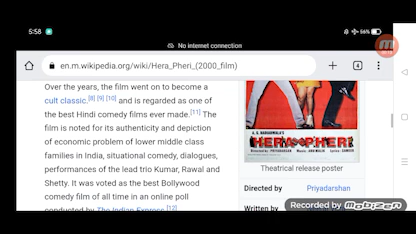 5:58
56%
No internet connection
en.m.wikipedia.org/wiki/Hera_Pheri_(2000_film)
4
Over the years, the film went on to become a
cult classic,[8] [9] [10] and is regarded as one of
the best Hindi comedy films ever made.[11] The
film is noted for its authenticity and depiction
of economic problem of lower middle class
families in India, situational comedy, dialogues,
performances of the lead trio Kumar, Rawal and
Shetty. It was voted as the best Bollywood
comedy film of all time in an online poll
conducted by The Indian Express.[12]
HERA PHERI
Theatrical release poster
Directed by Priyadarshan
Written by
Recorded by mobizen